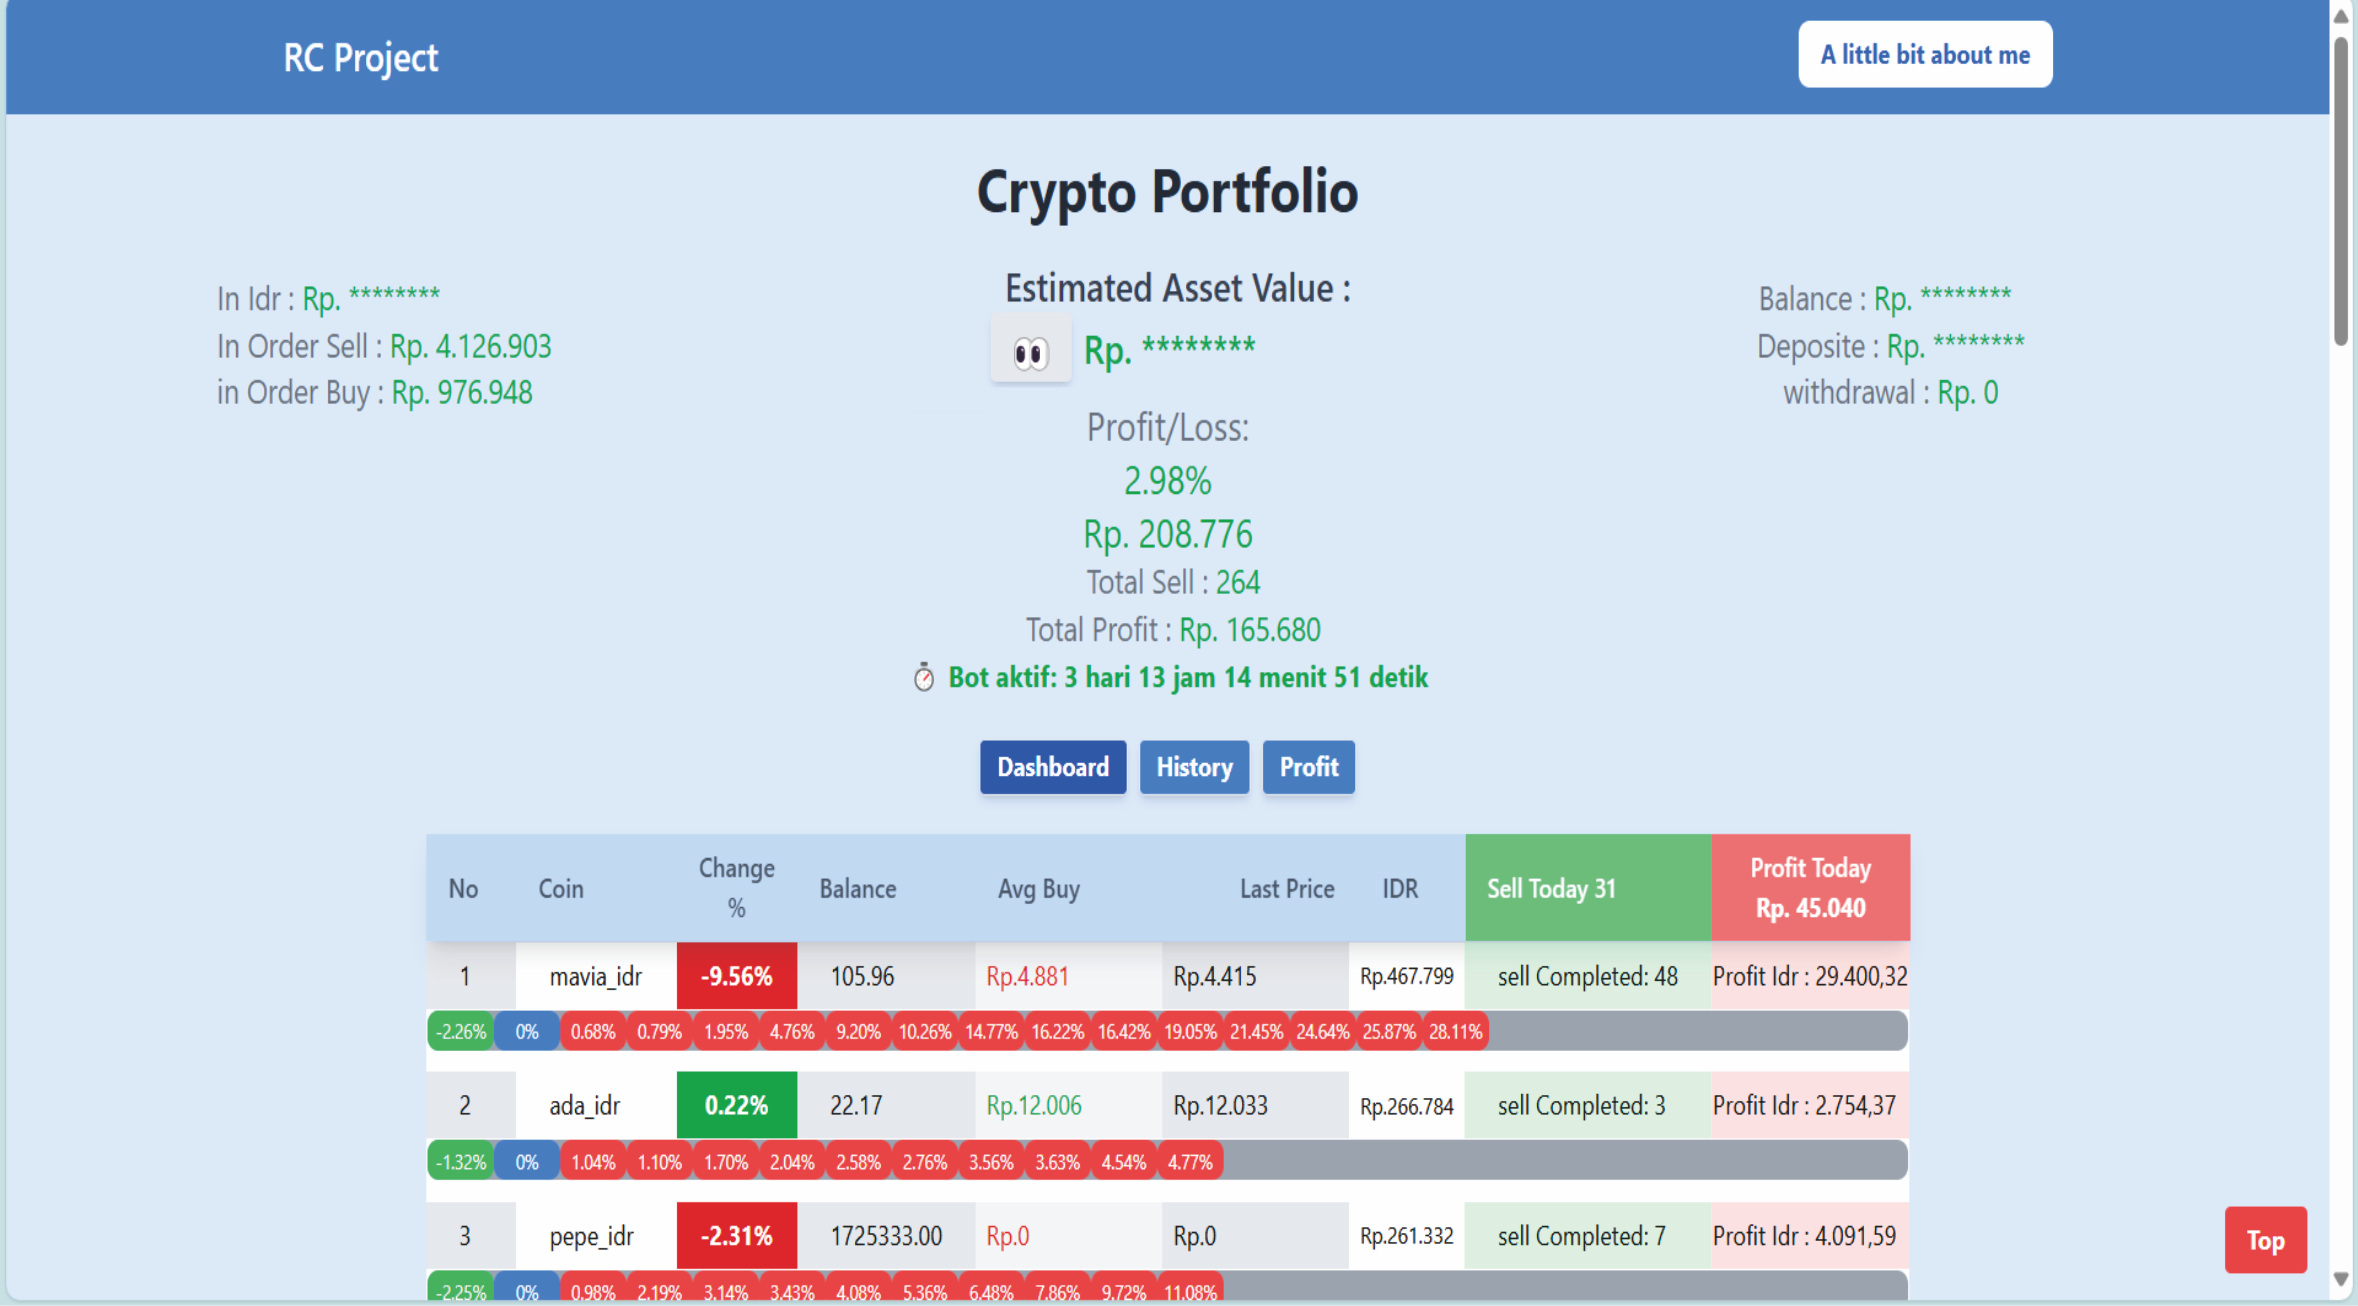 RC Project
A little bit about me
Crypto Portfolio
In Idr : Rp. ********
In Order Sell : Rp. 4.126.903
in Order Buy : Rp. 976.948
Estimated Asset Value :
Rp. ********
Balance : Rp. ********
Deposite : Rp. ********
withdrawal : Rp. 0
Profit/Loss:
2.98%
Rp. 208.776
Total Sell : 264
Total Profit : Rp. 165.680
Bot aktif: 3 hari 13 jam 14 menit 51 detik
Dashboard History Profit
No Coin Change % Balance Avg Buy Last Price IDR Sell Today 31 Profit Today Rp. 45.040
1 mavia_idr -9.56% 105.96 Rp.4.881 Rp.4.415 Rp.467.799 sell Completed: 48 Profit Idr : 29.400,32
-2.26% 0% 0.68% 0.79% 1.95% 4.76% 9.20% 10.26% 14.77% 16.22% 16.42% 19.05% 21.45% 24.64% 25.87% 28.11%
2 ada_idr 0.22% 22.17 Rp.12.006 Rp.12.033 Rp.266.784 sell Completed: 3 Profit Idr : 2.754,37
-1.32% 0% 1.04% 1.10% 1.70% 2.04% 2.58% 2.76% 3.56% 3.63% 4.54% 4.77%
3 pepe_idr -2.31% 1725333.00 Rp.0 Rp.0 Rp.261.332 sell Completed: 7 Profit Idr : 4.091,59
-2.25% 0% 0.98% 2.19% 3.14% 3.43% 4.08% 5.36% 6.48% 7.86% 9.72% 11.08%
Top